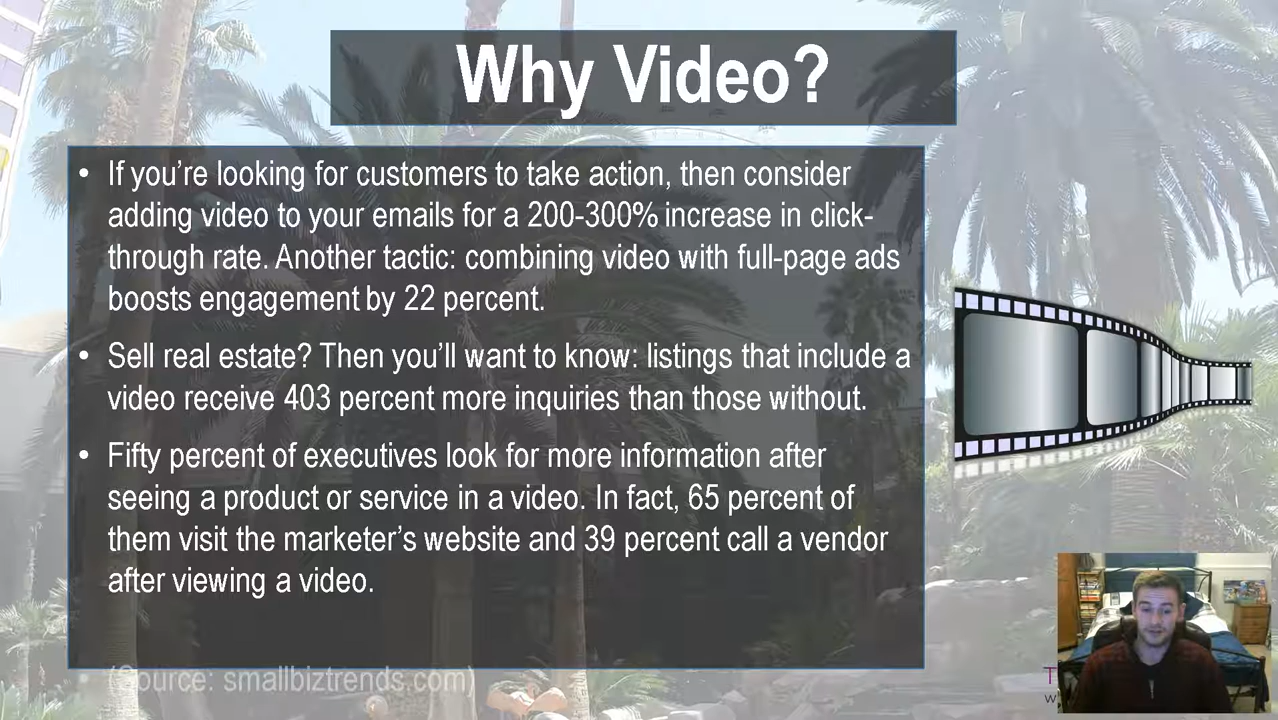 Why Video?
• If you’re looking for customers to take action, then consider
adding video to your emails for a 200-300% increase in click-
through rate. Another tactic: combining video with full-page ads
boosts engagement by 22 percent.
• Sell real estate? Then you’ll want to know: listings that include a
video receive 403 percent more inquiries than those without.
• Fifty percent of executives look for more information after
seeing a product or service in a video. In fact, 65 percent of
them visit the marketer’s website and 39 percent call a vendor
after viewing a video.
• (Source: smallbiztrends.com)